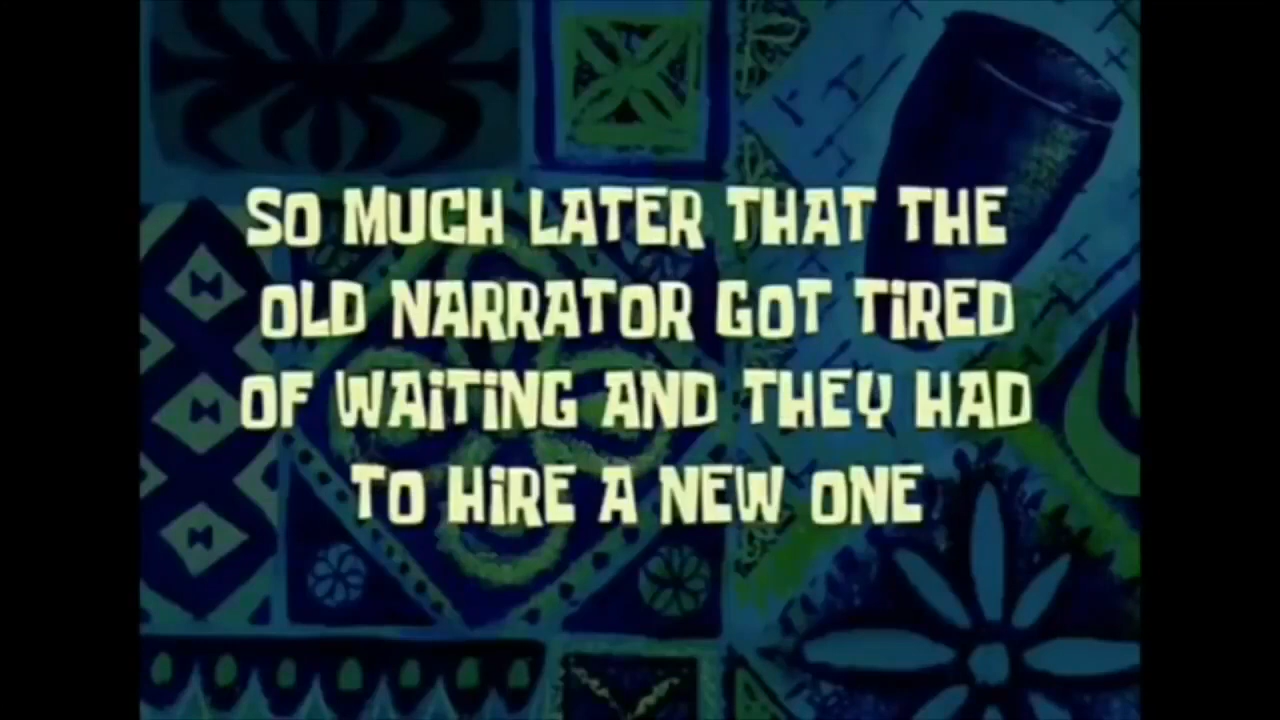 SO MUCH LATER THAT THE
OLD NARRATOR GOT TiRED
OF WAiTiNG AND THEY HAD
TO HiRE A NEW ONE